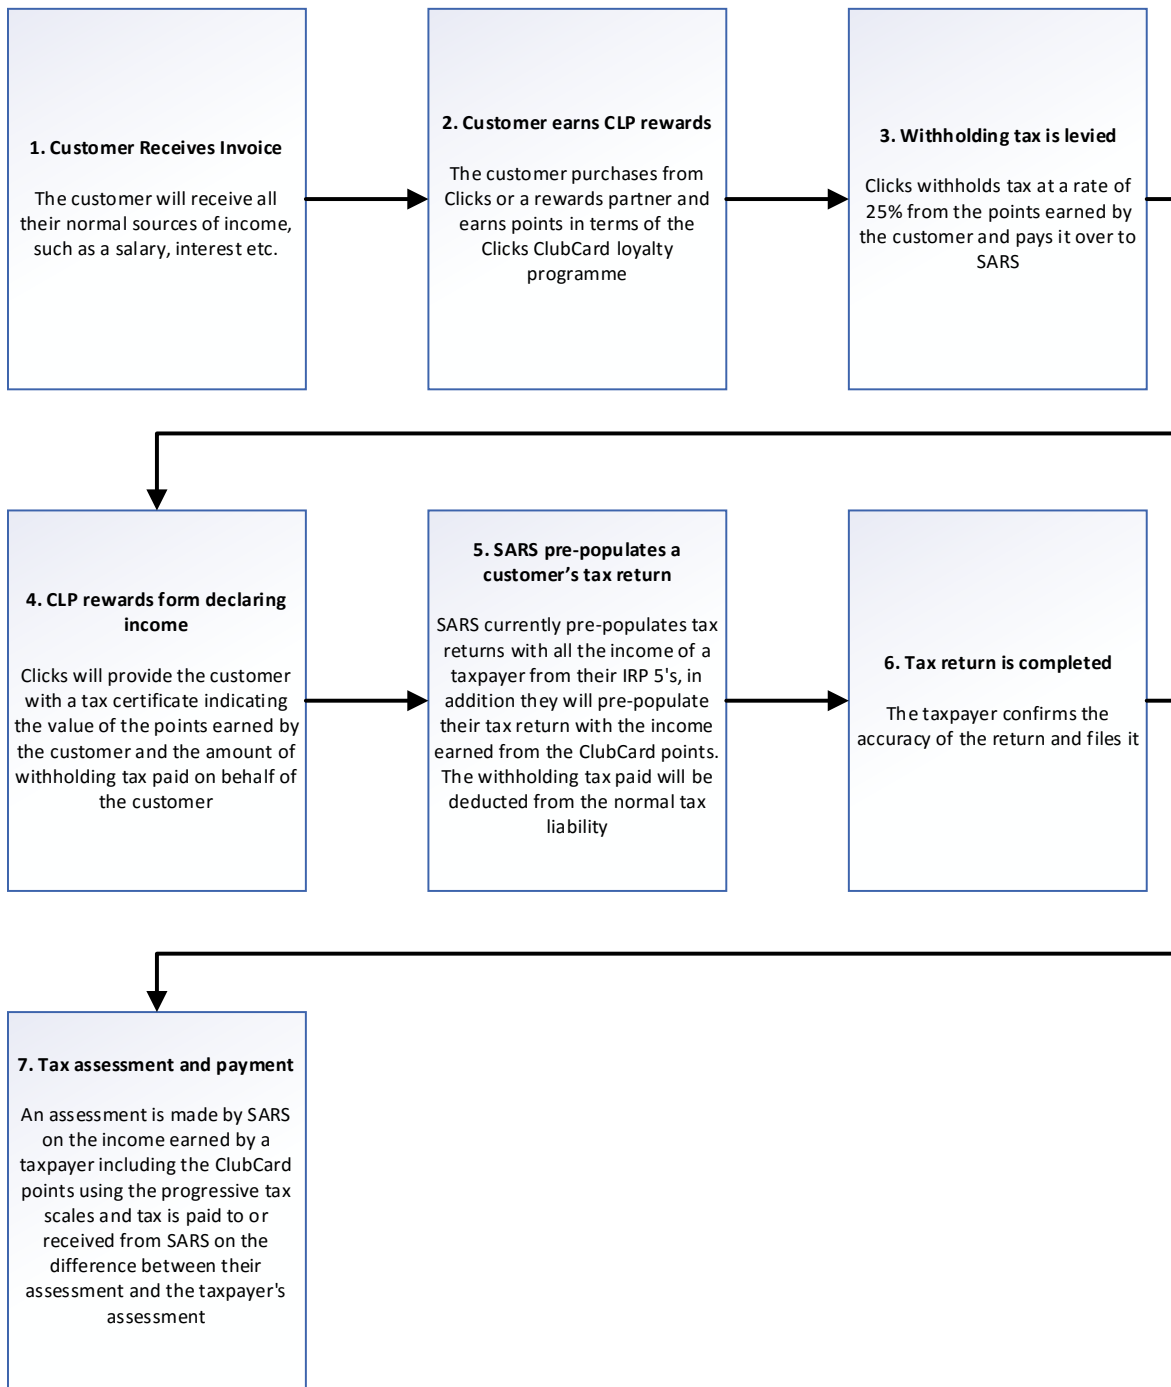 1. Customer Receives Invoice
The customer will receive all
their normal sources of income,
such as a salary, interest etc.
2. Customer earns CLP rewards
The customer purchases from
Clicks or a rewards partner and
earns points in terms of the
Clicks ClubCard loyalty
programme
3. Withholding tax is levied
Clicks withholds tax at a rate of
25% from the points earned by
the customer and pays it over to
SARS
4. CLP rewards form declaring
income
Clicks will provide the customer
with a tax certificate indicating
the value of the points earned by
the customer and the amount of
withholding tax paid on behalf of
the customer
5. SARS pre-populates a
customer's tax return
SARS currently pre-populates tax
returns with all the income of a
taxpayer from their IRP 5's, in
addition they will pre-populate
their tax return with the income
earned from the ClubCard points.
The withholding tax paid will be
deducted from the normal tax
liability
6. Tax return is completed
The taxpayer confirms the
accuracy of the return and files it
7. Tax assessment and payment
An assessment is made by SARS
on the income earned by a
taxpayer including the ClubCard
points using the progressive tax
scales and tax is paid to or
received from SARS on the
difference between their
assessment and the taxpayer's
assessment